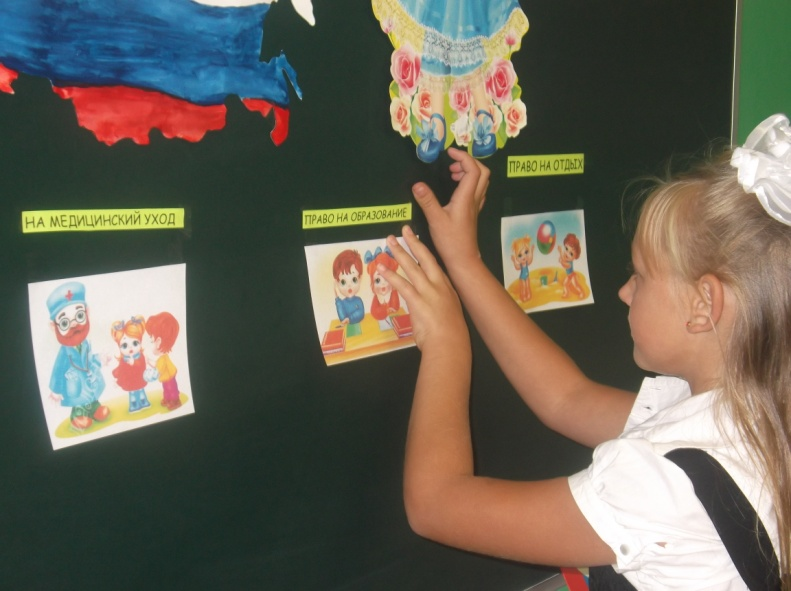 НА МЕДИЦИНСКИЙ УХОД
ПРАВО НА ОБРАЗОВАНИЕ
ПРАВО НА ОТДЫХ